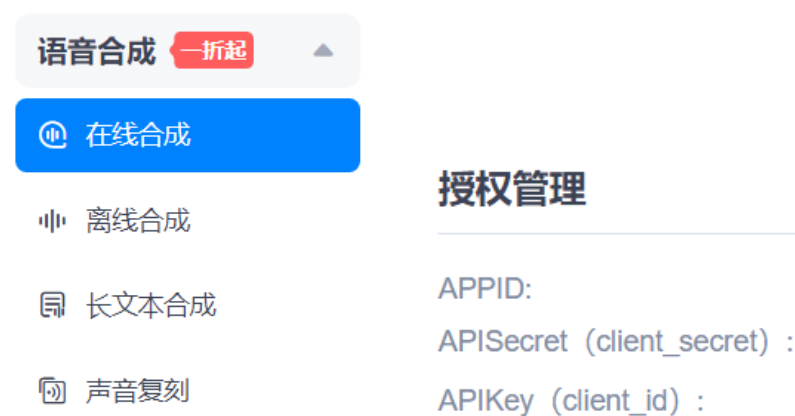 语音合成 一折起
在线合成
离线合成
长文本合成
声音复刻
授权管理
APPID:
APISecret（client_secret）:
APIKey（client_id）: